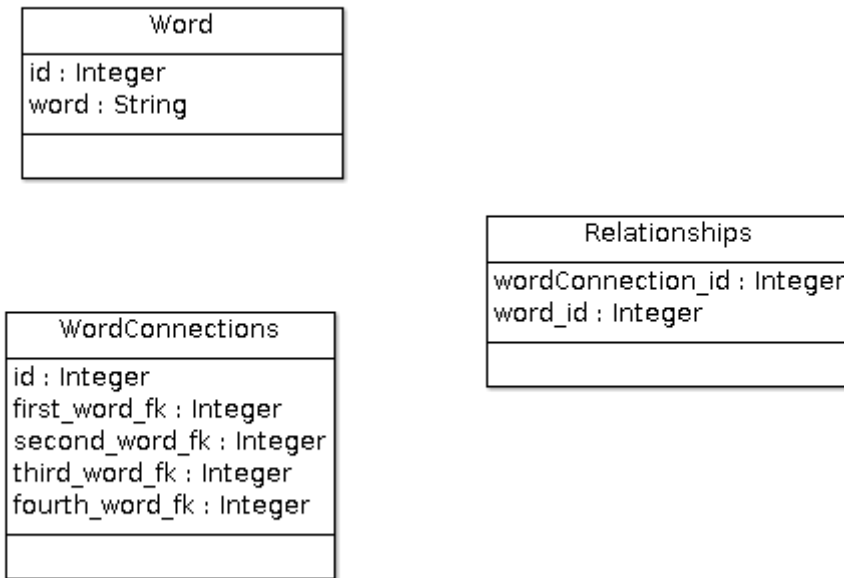 Word
id : Integer
word : String
Relationships
wordConnection_id : Integer
word_id : Integer
WordConnections
id : Integer
first_word_fk : Integer
second_word_fk : Integer
third_word_fk : Integer
fourth_word_fk : Integer